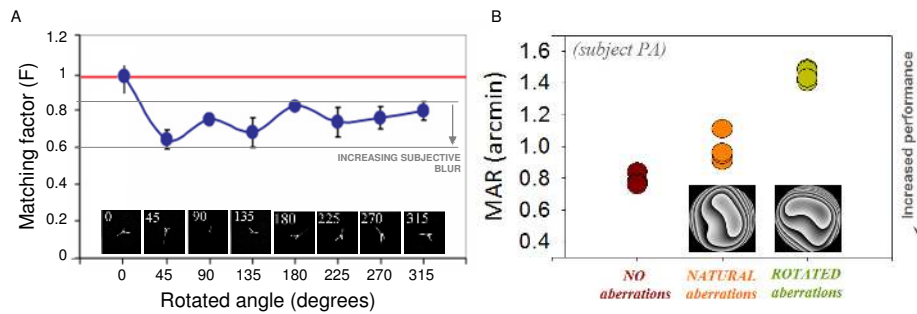 A
1.2
1
0.8
0.6
0.4
0.2
0
Matching factor (F)
INCREASING SUBJECTIVE
BLUR
0 45 90 135 180 225 270 315
0 45 90 135 180 225 270 315
Rotated angle (degrees)
B
(subject PA)
1.6
1.4
1.2
1.0
0.8
0.6
0.4
MAR (arcmin)
NO
aberrations
NATURAL
aberrations
ROTATED
aberrations
Increased performance